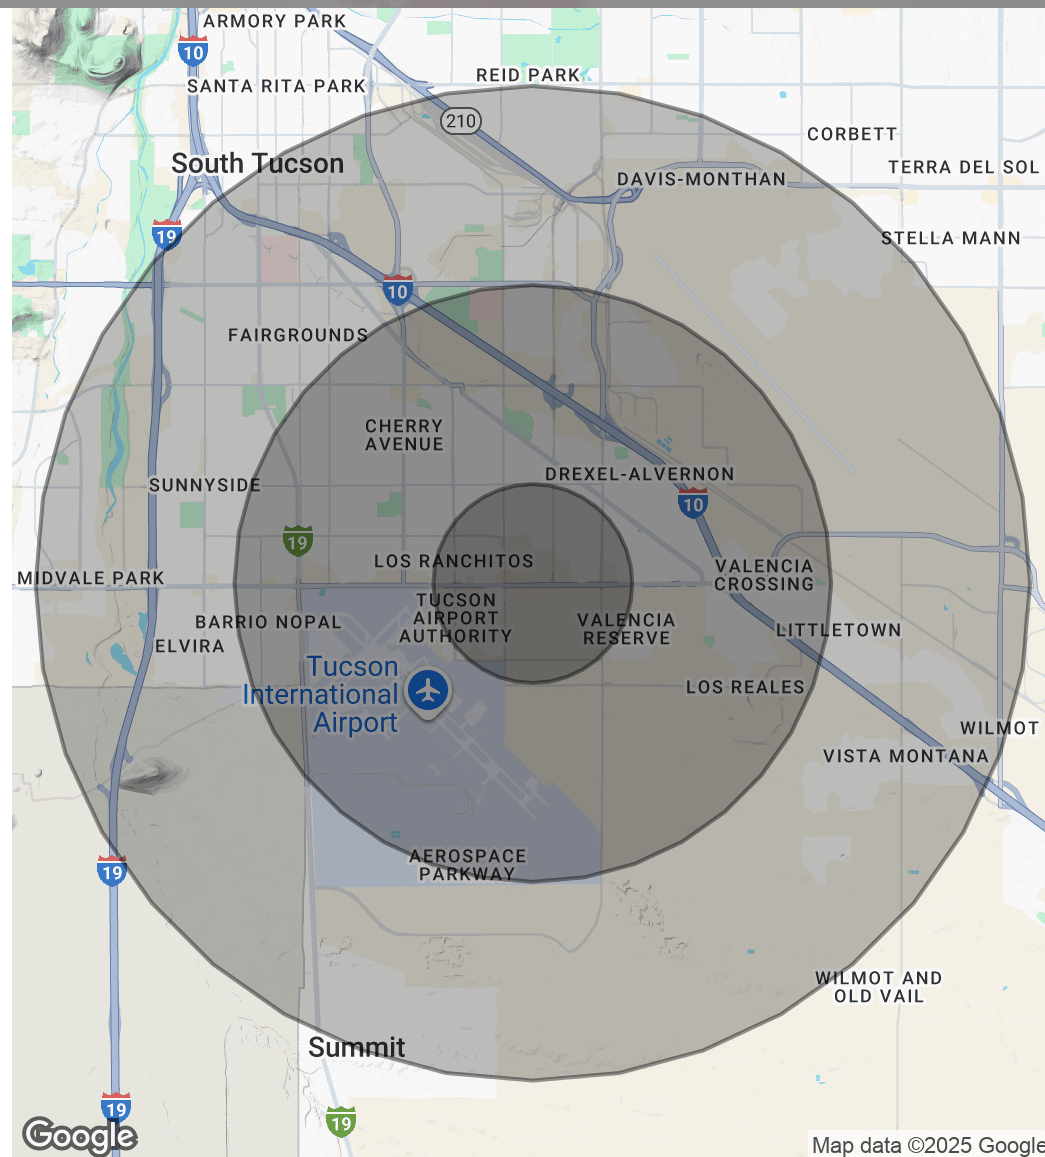 ARMORY PARK
10
REID PARK
SANTA RITA PARK
210
CORBETT
South Tucson
TERRA DEL SOL
DAVIS-MONTHAN
19
STELLA MANN
10
FAIRGROUNDS
CHERRY
AVENUE
DREXEL-ALVERNON
SUNNYSIDE
10
19
LOS RANCHITOS
MIDVALE PARK
VALENCIA
CROSSING
TUCSON
AIRPORT
AUTHORITY
BARRIO NOPAL
VALENCIA
RESERVE
LITTLETOWN
ELVIRA
Tucson
International
Airport
LOS REALES
WILMOT
VISTA MONTANA
AEROSPACE
PARKWAY
19
WILMOT AND
OLD VAIL
Summit
19
19
Google
Map data ©2025 Google